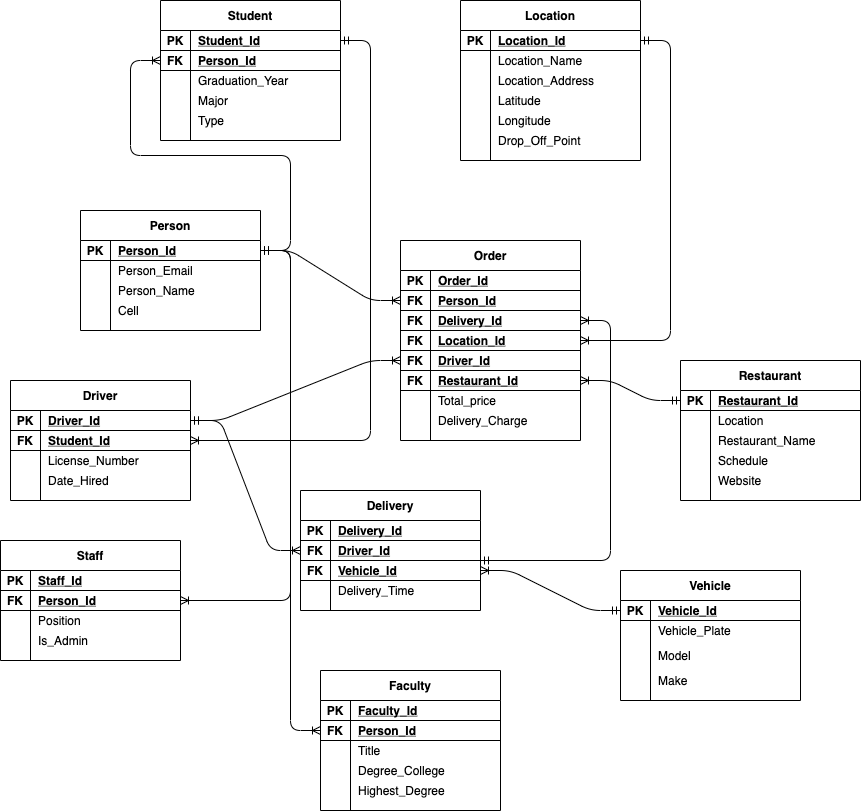 Student
PK Student_Id
FK Person_Id
Graduation_Year
Major
Type
Location
PK Location_Id
Location_Name
Location_Address
Latitude
Longitude
Drop_Off_Point
Person
PK Person_Id
Person_Email
Person_Name
Cell
Order
PK Order_Id
FK Person_Id
FK Delivery_Id
FK Location_Id
FK Driver_Id
FK Restaurant_Id
Total_price
Delivery_Charge
Restaurant
PK Restaurant_Id
Location
Restaurant_Name
Schedule
Website
Driver
PK Driver_Id
FK Student_Id
License_Number
Date_Hired
Delivery
PK Delivery_Id
FK Driver_Id
FK Vehicle_Id
Delivery_Time
Staff
PK Staff_Id
FK Person_Id
Position
Is_Admin
Vehicle
PK Vehicle_Id
Vehicle_Plate
Model
Make
Faculty
PK Faculty_Id
FK Person_Id
Title
Degree_College
Highest_Degree